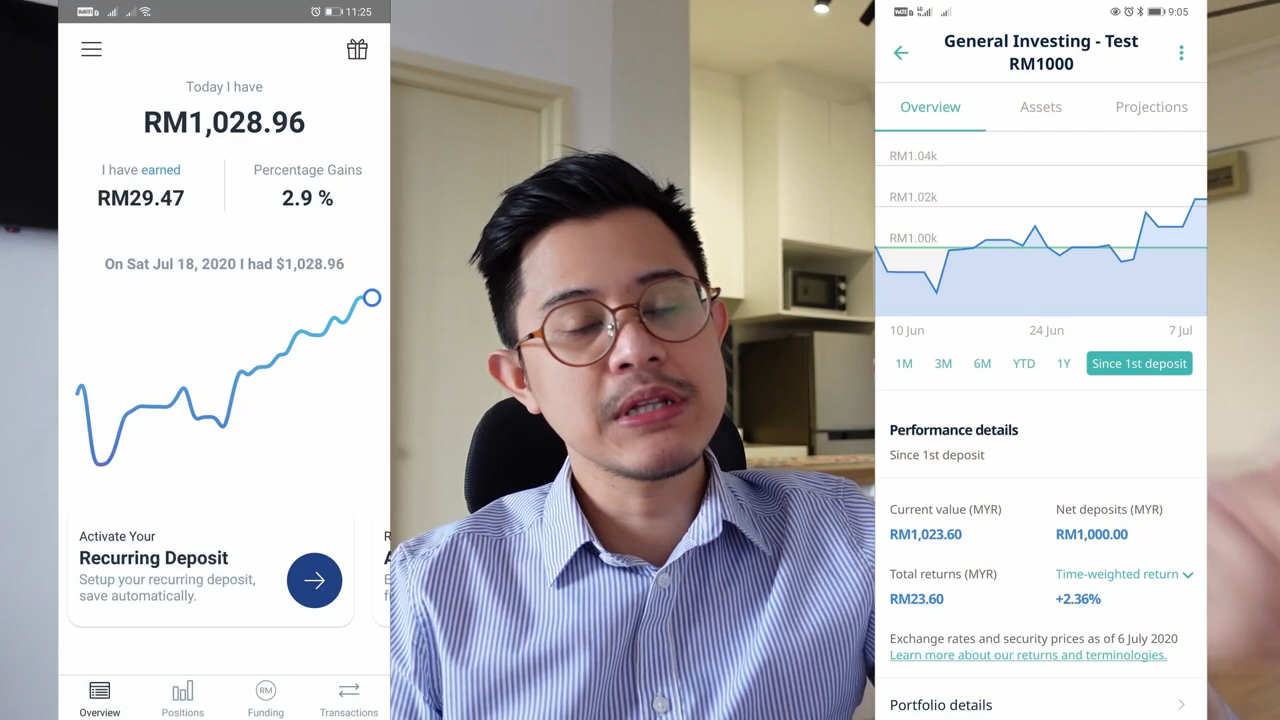 11:25
Today I have
RM1,028.96
I have earned
RM29.47
Percentage Gains
2.9 %
On Sat Jul 18, 2020 I had $1,028.96
Activate Your
Recurring Deposit
Setup your recurring deposit,
save automatically.
Overview
Positions
RM
Funding
Transactions
9:05
General Investing - Test
RM1000
Overview
Assets
Projections
RM1.04k
RM1.02k
RM1.00k
10 Jun
24 Jun
7 Jul
1M
3M
6M
YTD
1Y
Since 1st deposit
Performance details
Since 1st deposit
Current value (MYR)
RM1,023.60
Net deposits (MYR)
RM1,000.00
Total returns (MYR)
RM23.60
Time-weighted return
+2.36%
Exchange rates and security prices as of 6 July 2020
Learn more about our returns and terminologies.
Portfolio details